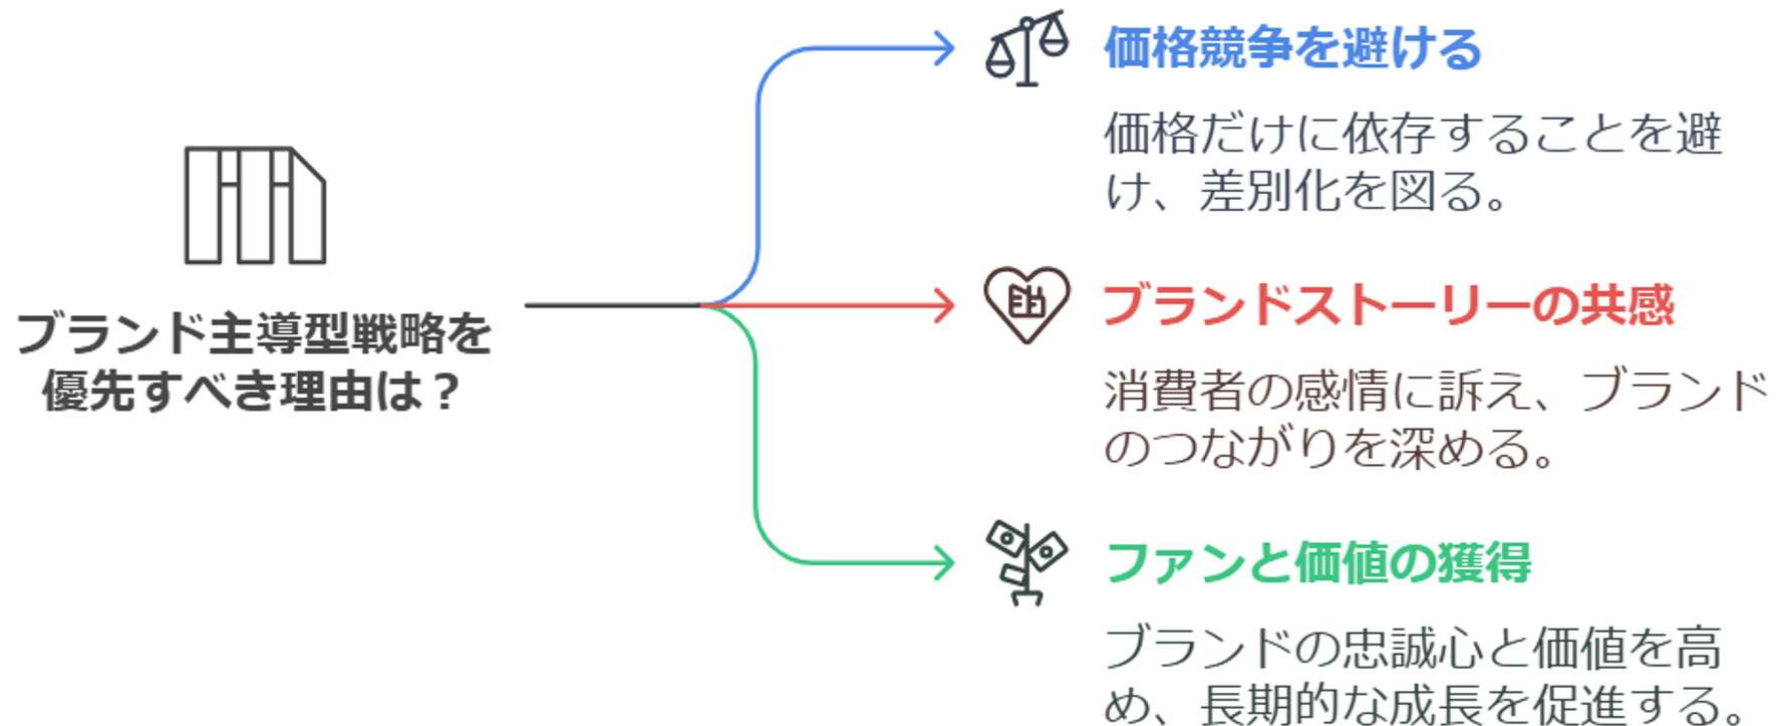 ブランド主導型戦略を
優先すべき理由は？
価格競争を避ける
価格だけに依存することを避
け、差別化を図る。
ブランドストーリーの共感
消費者の感情に訴え、ブランド
のつながりを深める。
ファンと価値の獲得
ブランドの忠誠心と価値を高
め、長期的な成長を促進する。